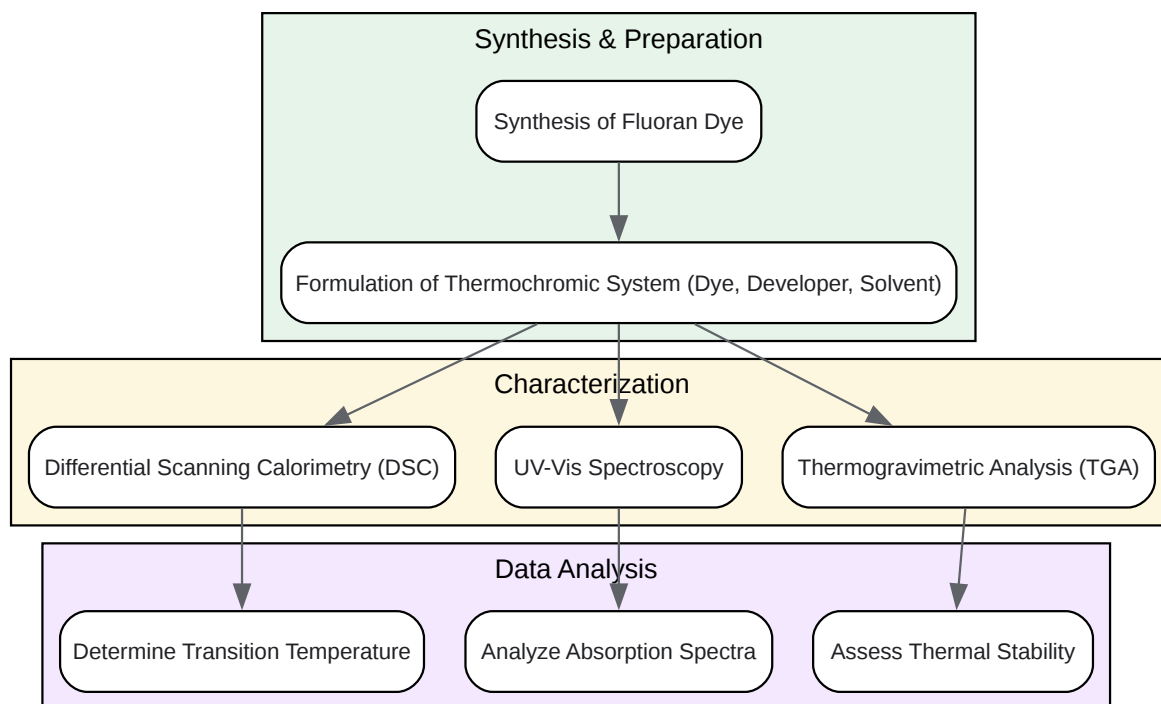 Synthesis & Preparation
Synthesis of Fluoran Dye
Formulation of Thermochromic System (Dye, Developer, Solvent)
Characterization
Differential Scanning Calorimetry (DSC)
UV-Vis Spectroscopy
Thermogravimetric Analysis (TGA)
Data Analysis
Determine Transition Temperature
Analyze Absorption Spectra
Assess Thermal Stability